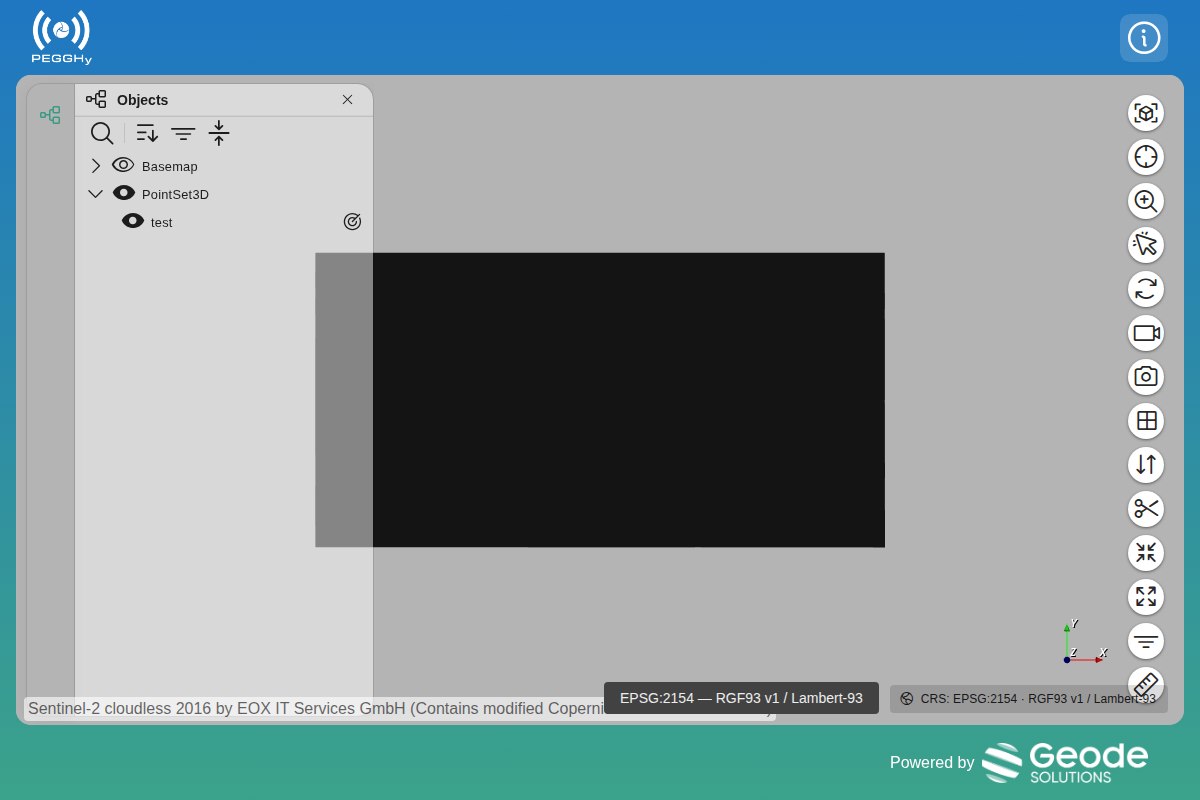 PEGGHy
Objects
Basemap
PointSet3D
test
Y
Z X
EPSG:2154 — RGF93 v1 / Lambert-93
CRS: EPSG:2154 · RGF93 v1 / Lambert-93
Sentinel-2 cloudless 2016 by EOX IT Services GmbH (Contains modified Coperni
Powered by
Geode
SOLUTIONS